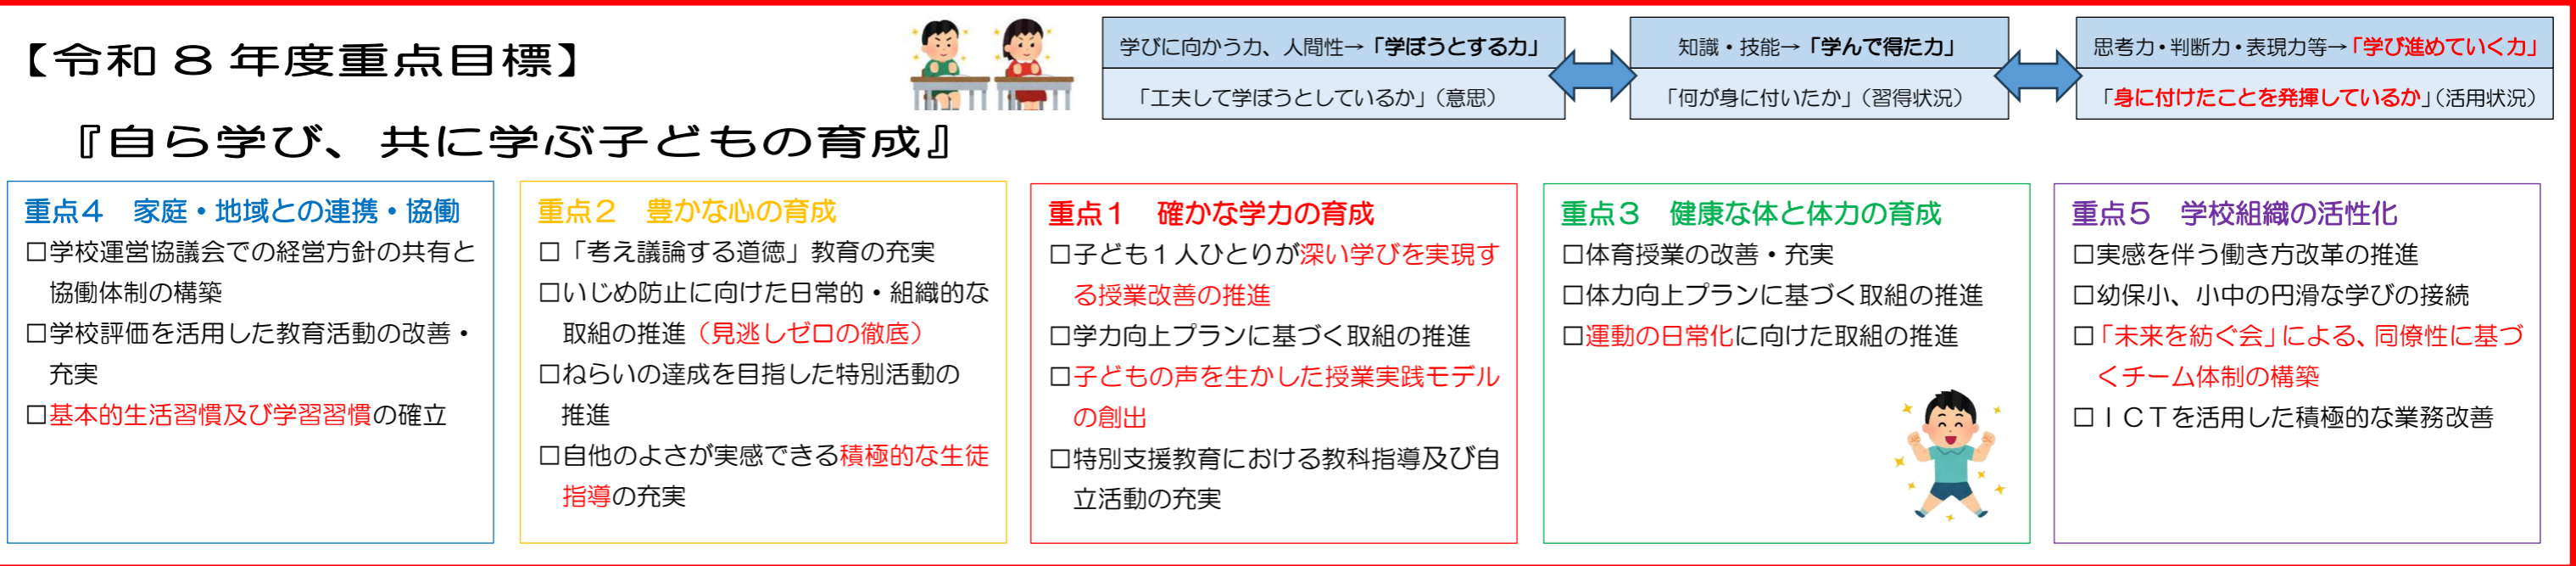 【令和８年度重点目標】
『自ら学び、共に学ぶ子どもの育成』
学びに向かう力、人間性→「学ぼうとする力」
「工夫して学ぼうとしているか」（意思）
知識・技能→「学んで得た力」
「何が身に付いたか」（習得状況）
思考力・判断力・表現力等→「学び進めていく力」
「身に付けたことを発揮しているか」（活用状況）
重点４　家庭・地域との連携・協働
□学校運営協議会での経営方針の共有と
協働体制の構築
□学校評価を活用した教育活動の改善・
充実
□基本的生活習慣及び学習習慣の確立
重点２　豊かな心の育成
□「考え議論する道徳」教育の充実
□いじめ防止に向けた日常的・組織的な
取組の推進（見逃しゼロの徹底）
□ねらいの達成を目指した特別活動の
推進
□自他のよさが実感できる積極的な生徒
指導の充実
重点１　確かな学力の育成
□子ども１人ひとりが深い学びを実現す
る授業改善の推進
□学力向上プランに基づく取組の推進
□子どもの声を生かした授業実践モデル
の創出
□特別支援教育における教科指導及び自
立活動の充実
重点３　健康な体と体力の育成
□体育授業の改善・充実
□体力向上プランに基づく取組の推進
□運動の日常化に向けた取組の推進
重点５　学校組織の活性化
□実感を伴う働き方改革の推進
□幼保小、小中の円滑な学びの接続
□「未来を紡ぐ会」による、同僚性に基づ
くチーム体制の構築
□ＩＣＴを活用した積極的な業務改善